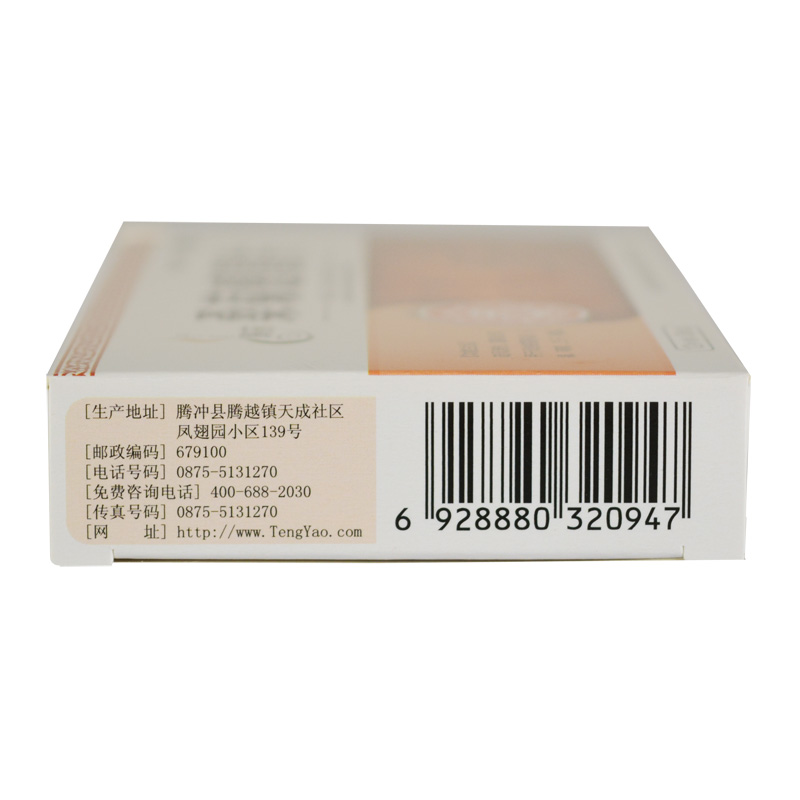 [生产地址] 腾冲县腾越镇天成社区
凤翅园小区139号
[邮政编码] 679100
[电话号码] 0875-5131270
[免费咨询电话] 400-688-2030
[传真号码] 0875-5131270
[网　　址] http://www.TengYao.com
6 928880 320947